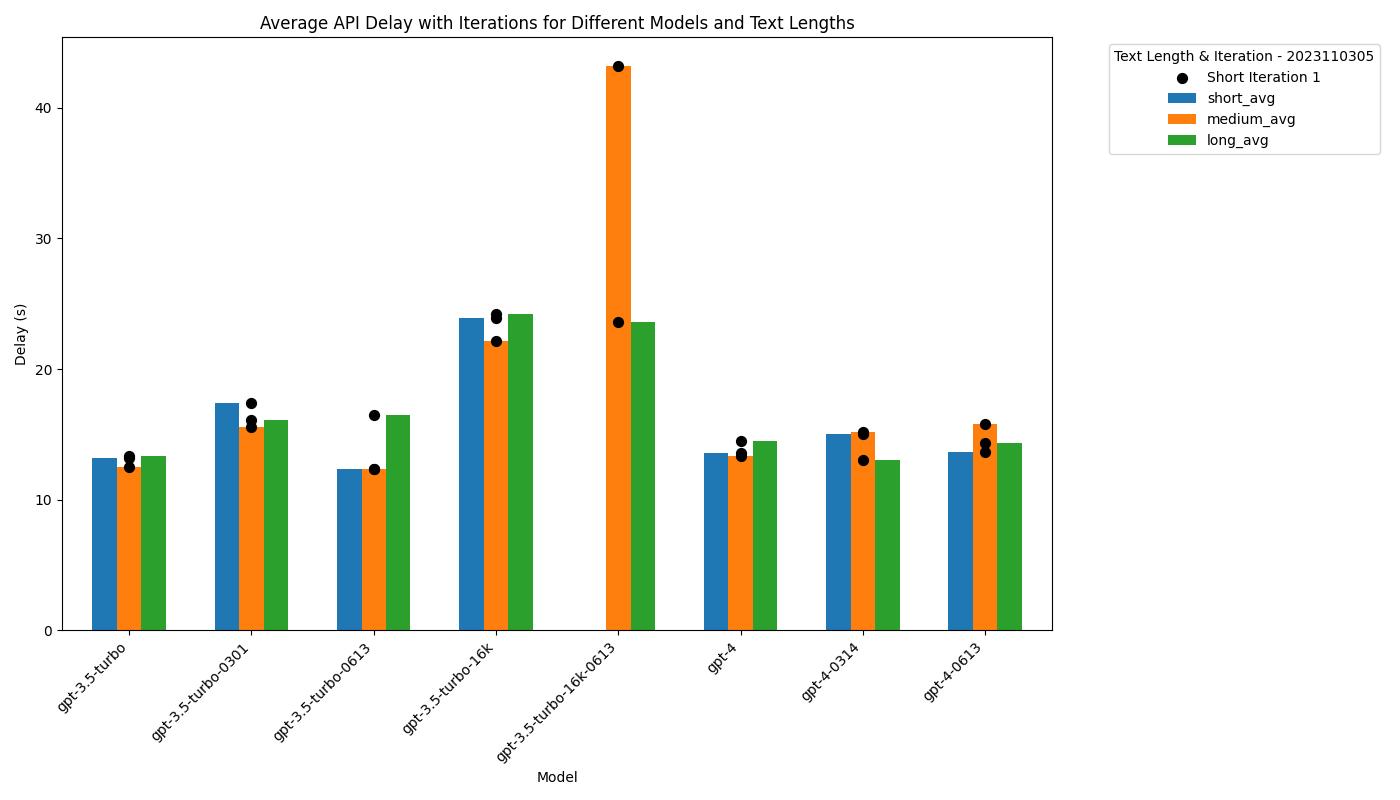 Average API Delay with Iterations for Different Models and Text Lengths
Text Length & Iteration - 2023110305
Short Iteration 1
short_avg
medium_avg
long_avg
Delay (s)
40
30
20
10
0
gpt-3.5-turbo
gpt-3.5-turbo-0301
gpt-3.5-turbo-0613
gpt-3.5-turbo-16k
gpt-3.5-turbo-16k-0613
gpt-4
gpt-4-0314
gpt-4-0613
Model